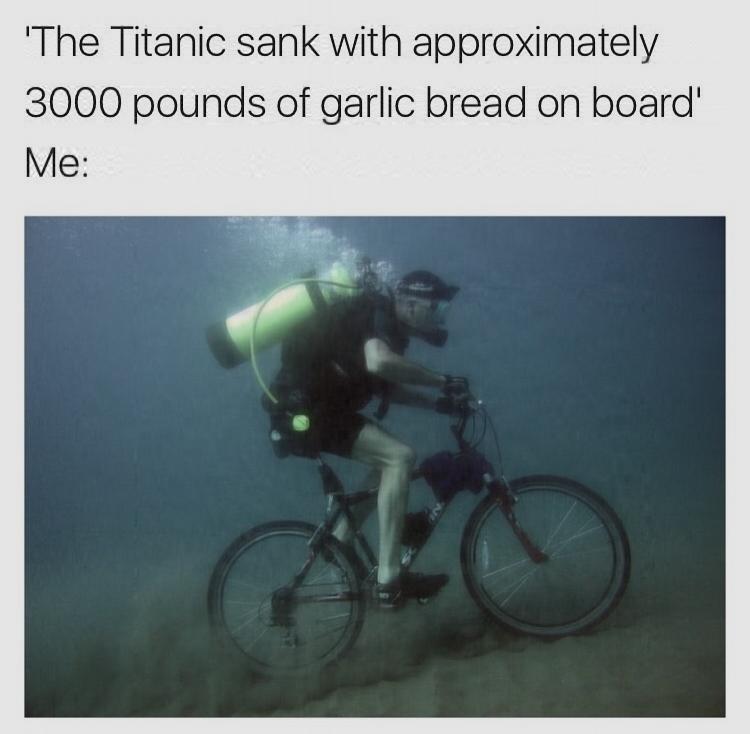 'The Titanic sank with approximately
3000 pounds of garlic bread on board'
Me: